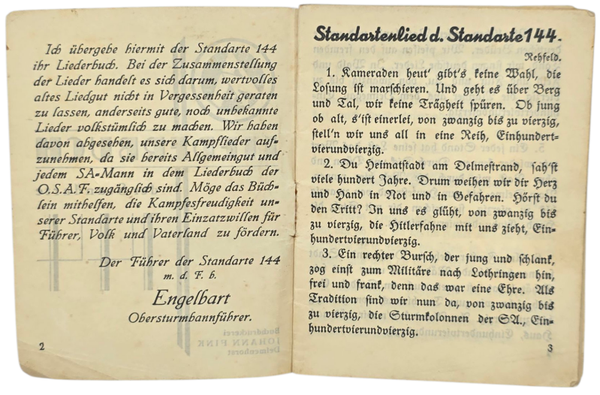 Ich übergebe hiermit der Standarte 144
ihr Liederbuch. Bei der Zusammenstellung
der Lieder handelt es sich darum, wertvolles
altes Liedgut nicht in Vergessenheit geraten
zu lassen, anderseits gute, noch unbekannte
Lieder volkstümlich zu machen. Wir haben
davon abgesehen, unsere Kampflieder auf-
zunehmen, da sie bereits Allgemeingut und
jedem SA-Mann in dem Liederbuch der
O.S.A.F. zugänglich sind. Möge das Büch-
lein mithelfen, die Kampfesfreudigkeit un-
serer Standarte und ihren Einzatzwillen für
Führer, Volk und Vaterland zu fördern.
Der Führer der Standarte 144
m. d. F. b.
Engelbart
Obersturmbannführer.
2
Standartenlied d. Standarte 144.
Rehfeld.
1. Kameraden heut' gibt's keine Wahl, die
Losung ist marschieren. Und geht es über Berg
und Tal, wir keine Trägheit spüren. Ob jung
ob alt, s'ist einerlei, von zwanzig bis zu vierzig,
stell'n wir uns all in eine Reih, Einhundert-
vierundvierzig.
2. Du Heimatstadt am Delmestrand, sah'st
viele hundert Jahre. Drum weihen wir dir Herz
und Hand in Not und in Gefahren. Hörst du
den Tritt? In uns es glüht, von zwanzig bis
zu vierzig, die Hitlerfahne mit uns zieht, Ein-
hundertvierundvierzig.
3. Ein rechter Bursch, der jung und schlank,
zog einst zum Militäre nach Lothringen hin,
frei und frank, denn das war eine Ehre. Als
Tradition sind wir nun da, von zwanzig bis
zu vierzig, die Sturmkolonnen der SA., Ein-
hundertvierundvierzig.
3